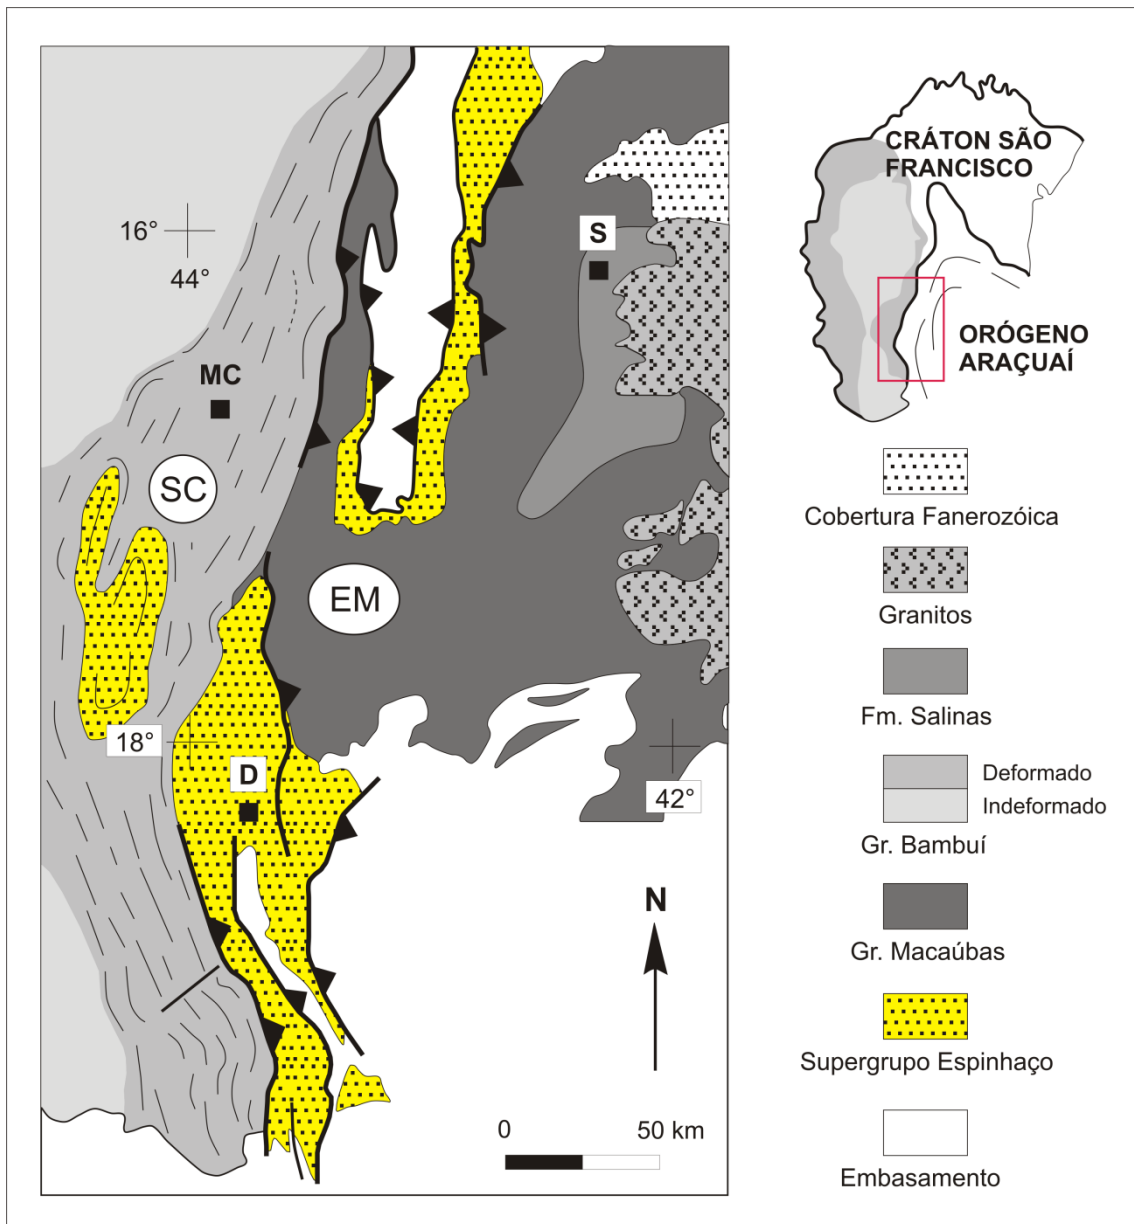 16°
44°
S
MC
SC
EM
18°
D
42°
N
0
50 km
CRÁTON SÃO
FRANCISCO
ORÓGENO
ARAÇUAÍ
Cobertura Fanerozóica
Granitos
Fm. Salinas
Deformado
Indeformado
Gr. Bambuí
Gr. Macaúbas
Supergrupo Espinhaço
Embasamento